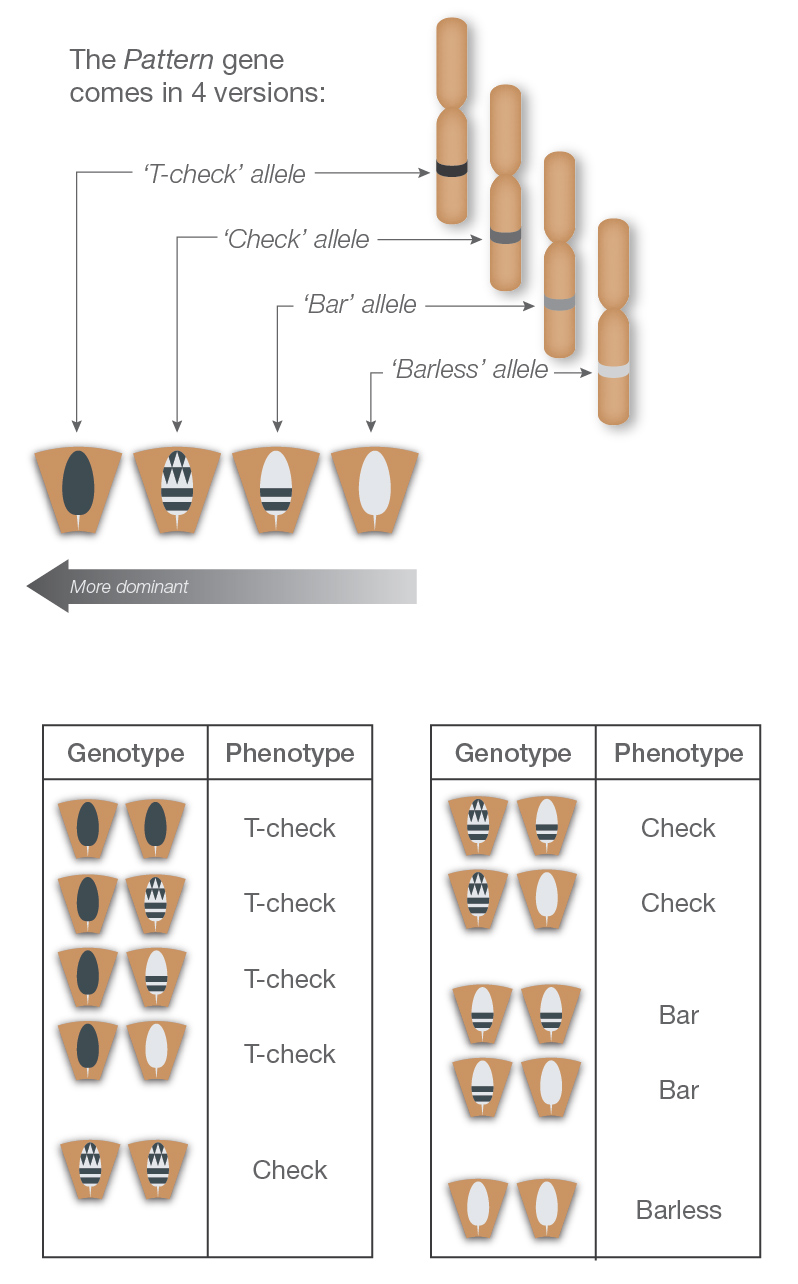 The Pattern gene
comes in 4 versions:
‘T-check’ allele
‘Check’ allele
‘Bar’ allele
‘Barless’ allele
More dominant
Genotype Phenotype
T-check
T-check
T-check
T-check
Check
Genotype Phenotype
Check
Check
Bar
Bar
Barless